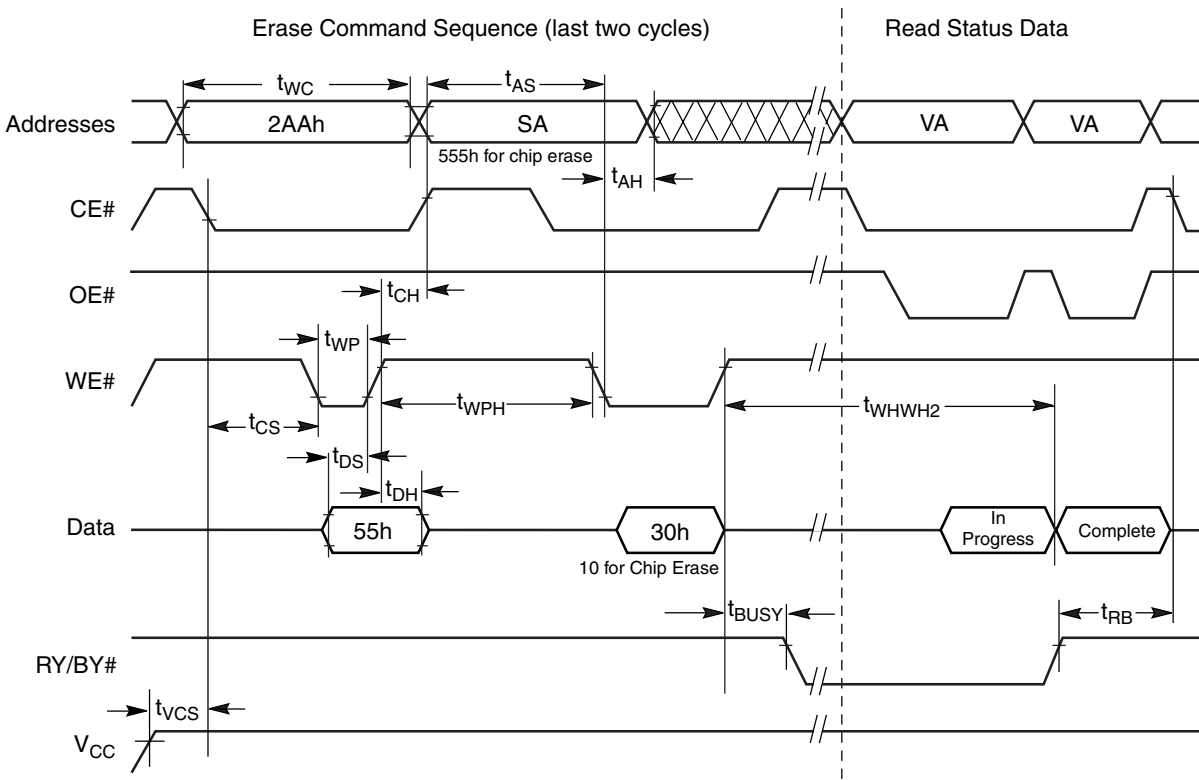 Erase Command Sequence (last two cycles)
Read Status Data
tWC
tAS
Addresses
2AAh
SA
VA
VA
555h for chip erase
tAH
CE#
OE#
tCH
tWP
WE#
tWPH
tWHWH2
tCS
tDS
tDH
Data
55h
30h
In
Progress
Complete
10 for Chip Erase
tBUSY
tRB
RY/BY#
tVCS
VCC